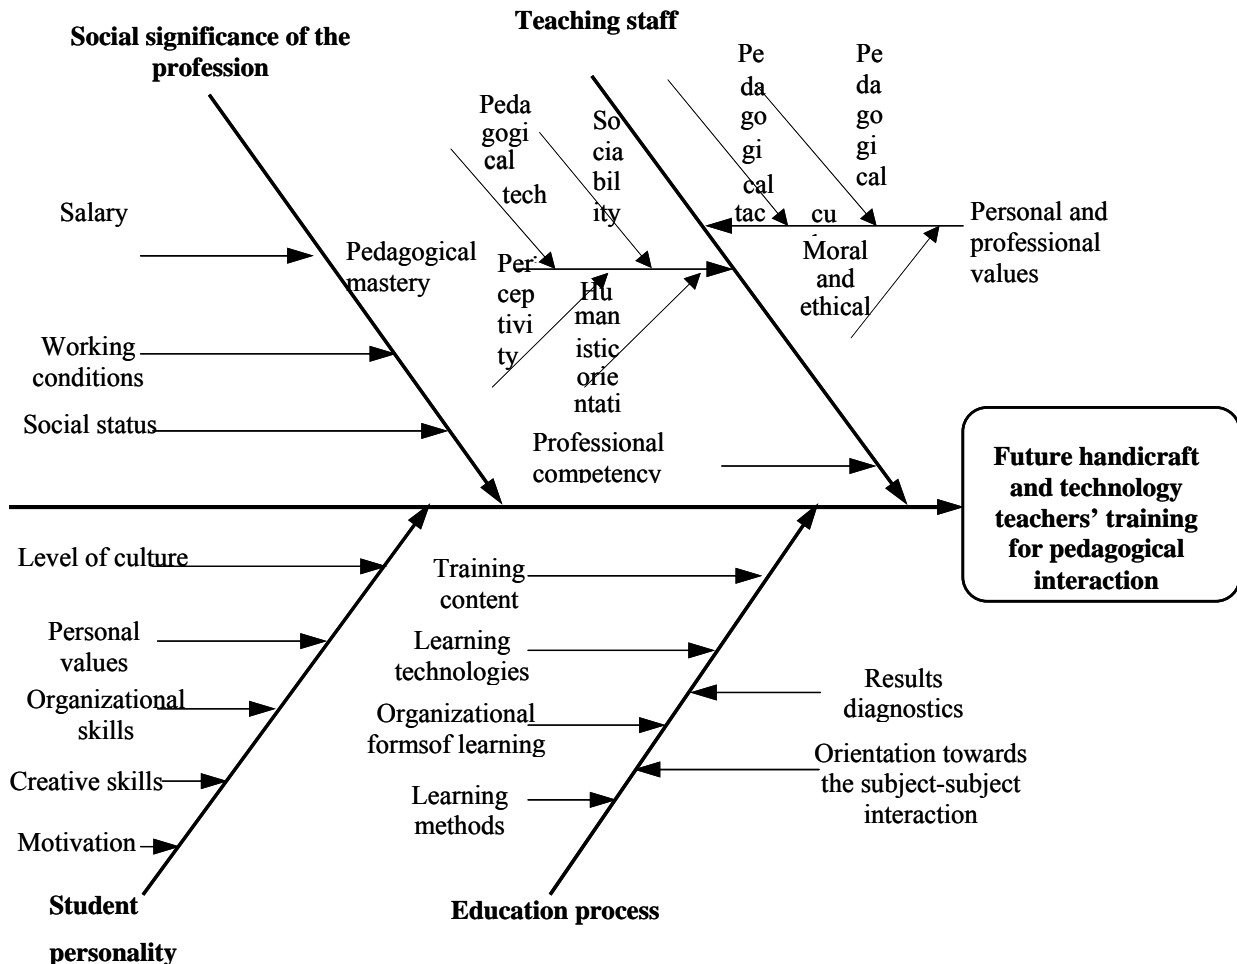 Social significance of the
profession
Teaching staff
Salary
Working
conditions
Social status
Pedagogical
mastery
Peda
gogi
cal
tech
So
cia
bil
ity
Per
cep
tivi
ty
Hu
man
istic
orie
ntati
Pe
da
go
gi
cal
tac
Pe
da
go
gi
cal
cu
Moral
and
ethical
Personal and
professional
values
Professional
competency
Future handicraft
and technology
teachers’ training
for pedagogical
interaction
Level of culture
Personal
values
Organizational
skills
Creative skills
Motivation
Student
personality
Training
content
Learning
technologies
Organizational
formsof learning
Learning
methods
Results
diagnostics
Orientation towards
the subject-subject
interaction
Education process